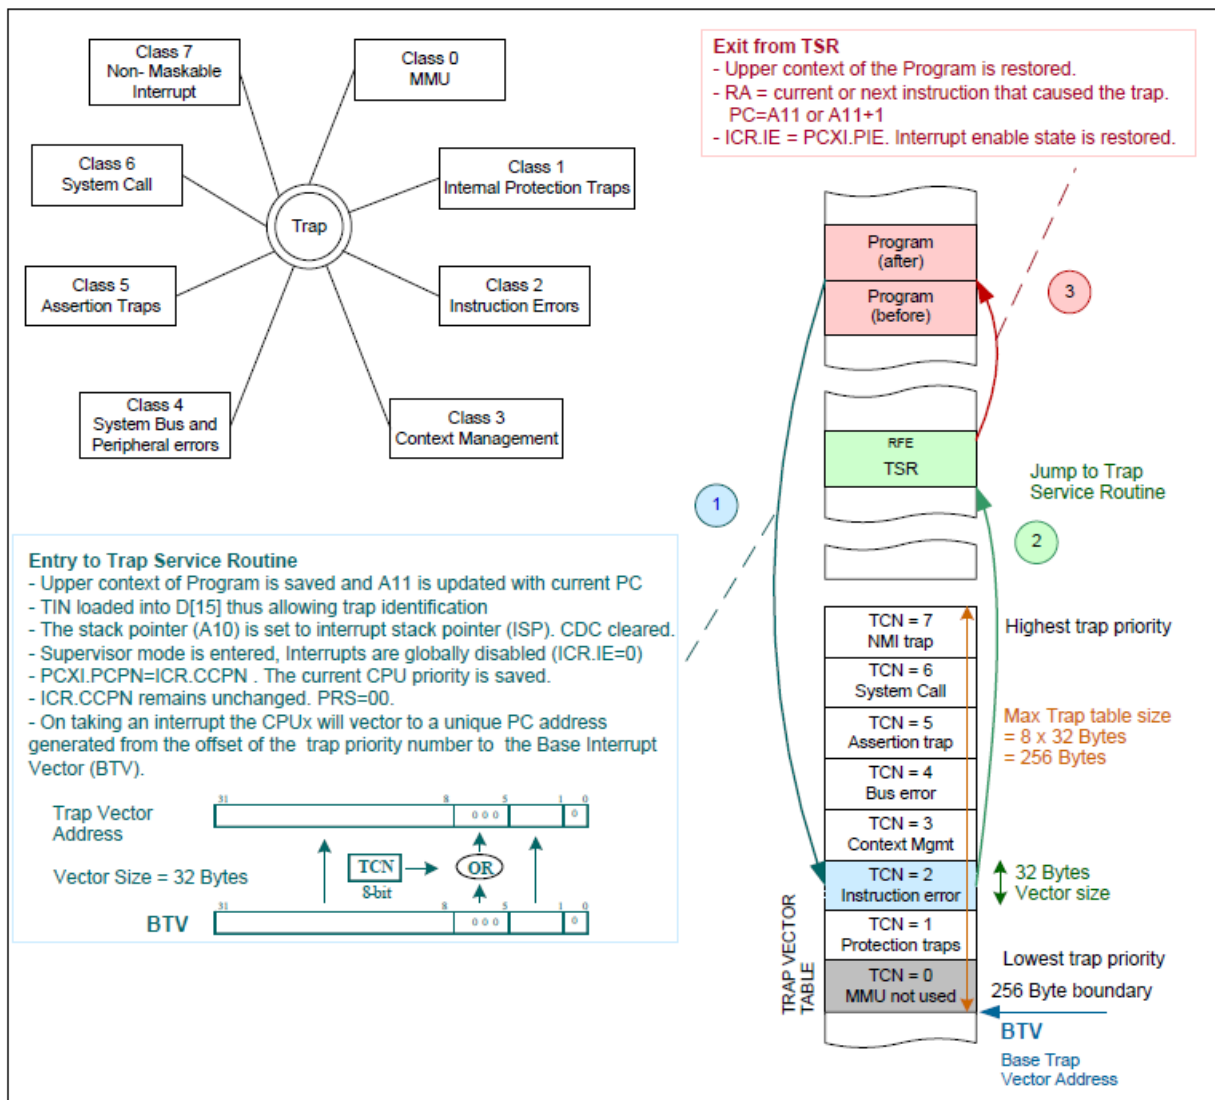 Class 7
Non- Maskable
Interrupt
Class 0
MMU
Class 6
System Call
Class 1
Internal Protection Traps
Trap
Class 5
Assertion Traps
Class 2
Instruction Errors
Class 4
System Bus and
Peripheral errors
Class 3
Context Management
Exit from TSR
- Upper context of the Program is restored.
- RA = current or next instruction that caused the trap.
PC=A11 or A11+1
- ICR.IE = PCXI.PIE. Interrupt enable state is restored.
Program
(after)
Program
(before)
3
RFE
TSR
1
Jump to Trap
Service Routine
2
Entry to Trap Service Routine
- Upper context of Program is saved and A11 is updated with current PC
- TIN loaded into D[15] thus allowing trap identification
- The stack pointer (A10) is set to interrupt stack pointer (ISP). CDC cleared.
- Supervisor mode is entered, Interrupts are globally disabled (ICR.IE=0)
- PCXI.PCPN=ICR.CCPN . The current CPU priority is saved.
- ICR.CCPN remains unchanged. PRS=00.
- On taking an interrupt the CPUx will vector to a unique PC address
generated from the offset of the trap priority number to the Base Interrupt
Vector (BTV).
31 8 5 1 0
Trap Vector
Address
0 0 0
0
Vector Size = 32 Bytes
TCN
8-bit
OR
31 8 5 1 0
BTV
0 0 0
0
TCN = 7
NMI trap
TCN = 6
System Call
TCN = 5
Assertion trap
TCN = 4
Bus error
TCN = 3
Context Mgmt
TCN = 2
Instruction error
TCN = 1
Protection traps
TCN = 0
MMU not used
TRAP VECTOR
TABLE
Highest trap priority
Max Trap table size
= 8 x 32 Bytes
= 256 Bytes
32 Bytes
Vector size
Lowest trap priority
256 Byte boundary
BTV
Base Trap
Vector Address